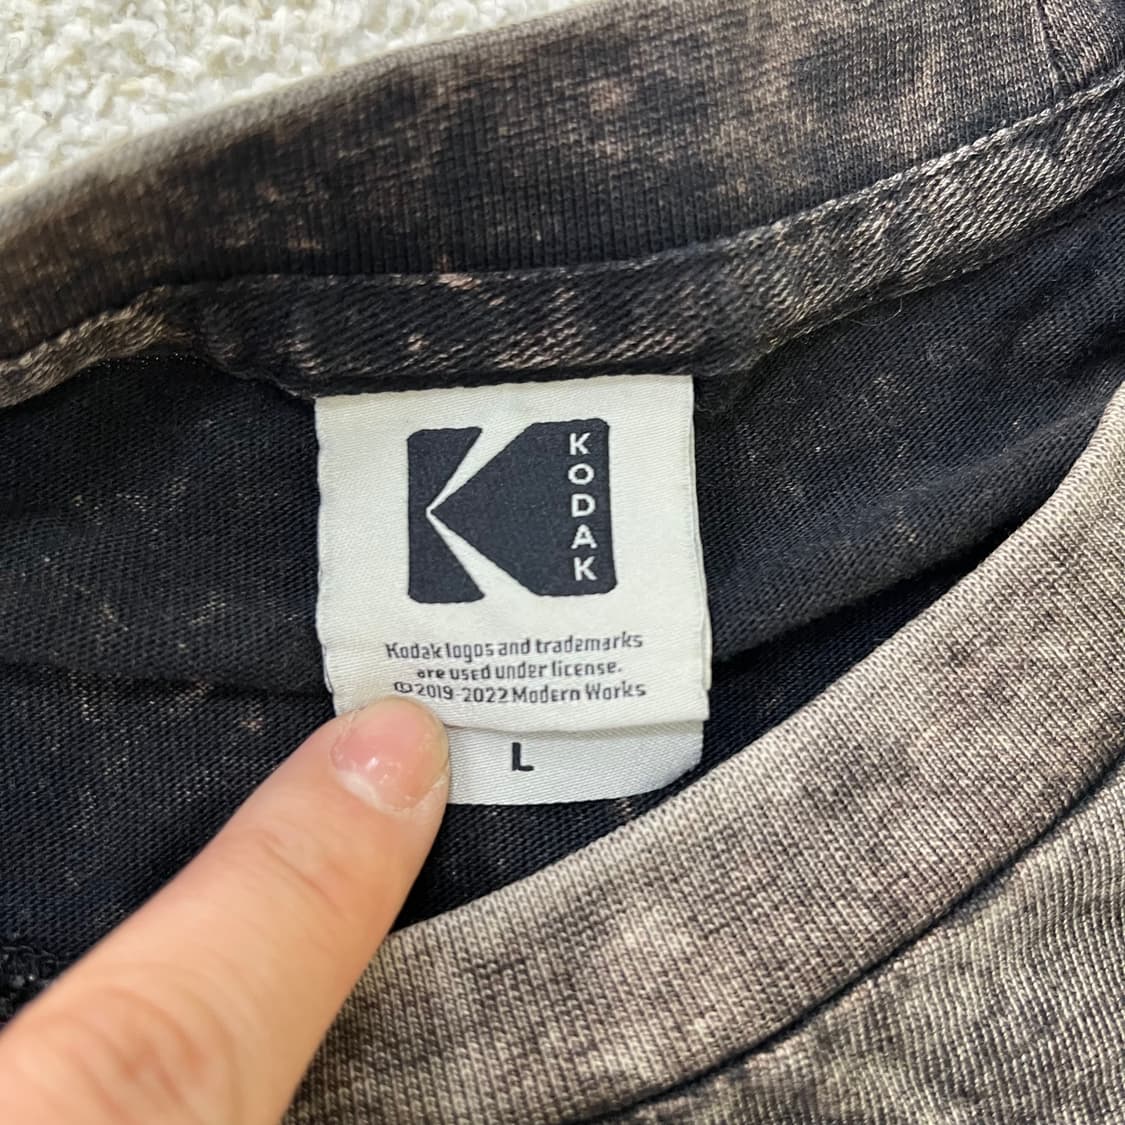 KODAK
Kodak logos and trademarks
are used under license.
©2019-2022 Modern Works
L